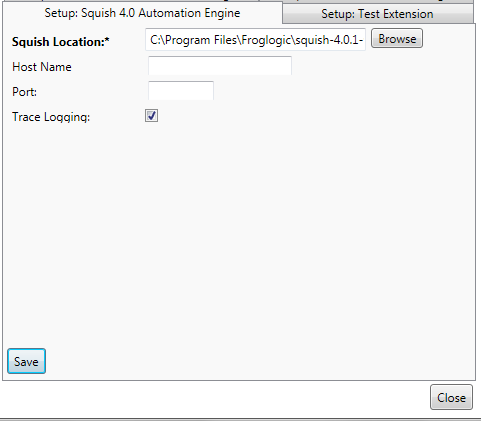 Setup: Squish 4.0 Automation Engine
Setup: Test Extension
Squish Location:* C:\Program Files\Froglogic\squish-4.0.1- Browse
Host Name
Port:
Trace Logging:
Save
Close